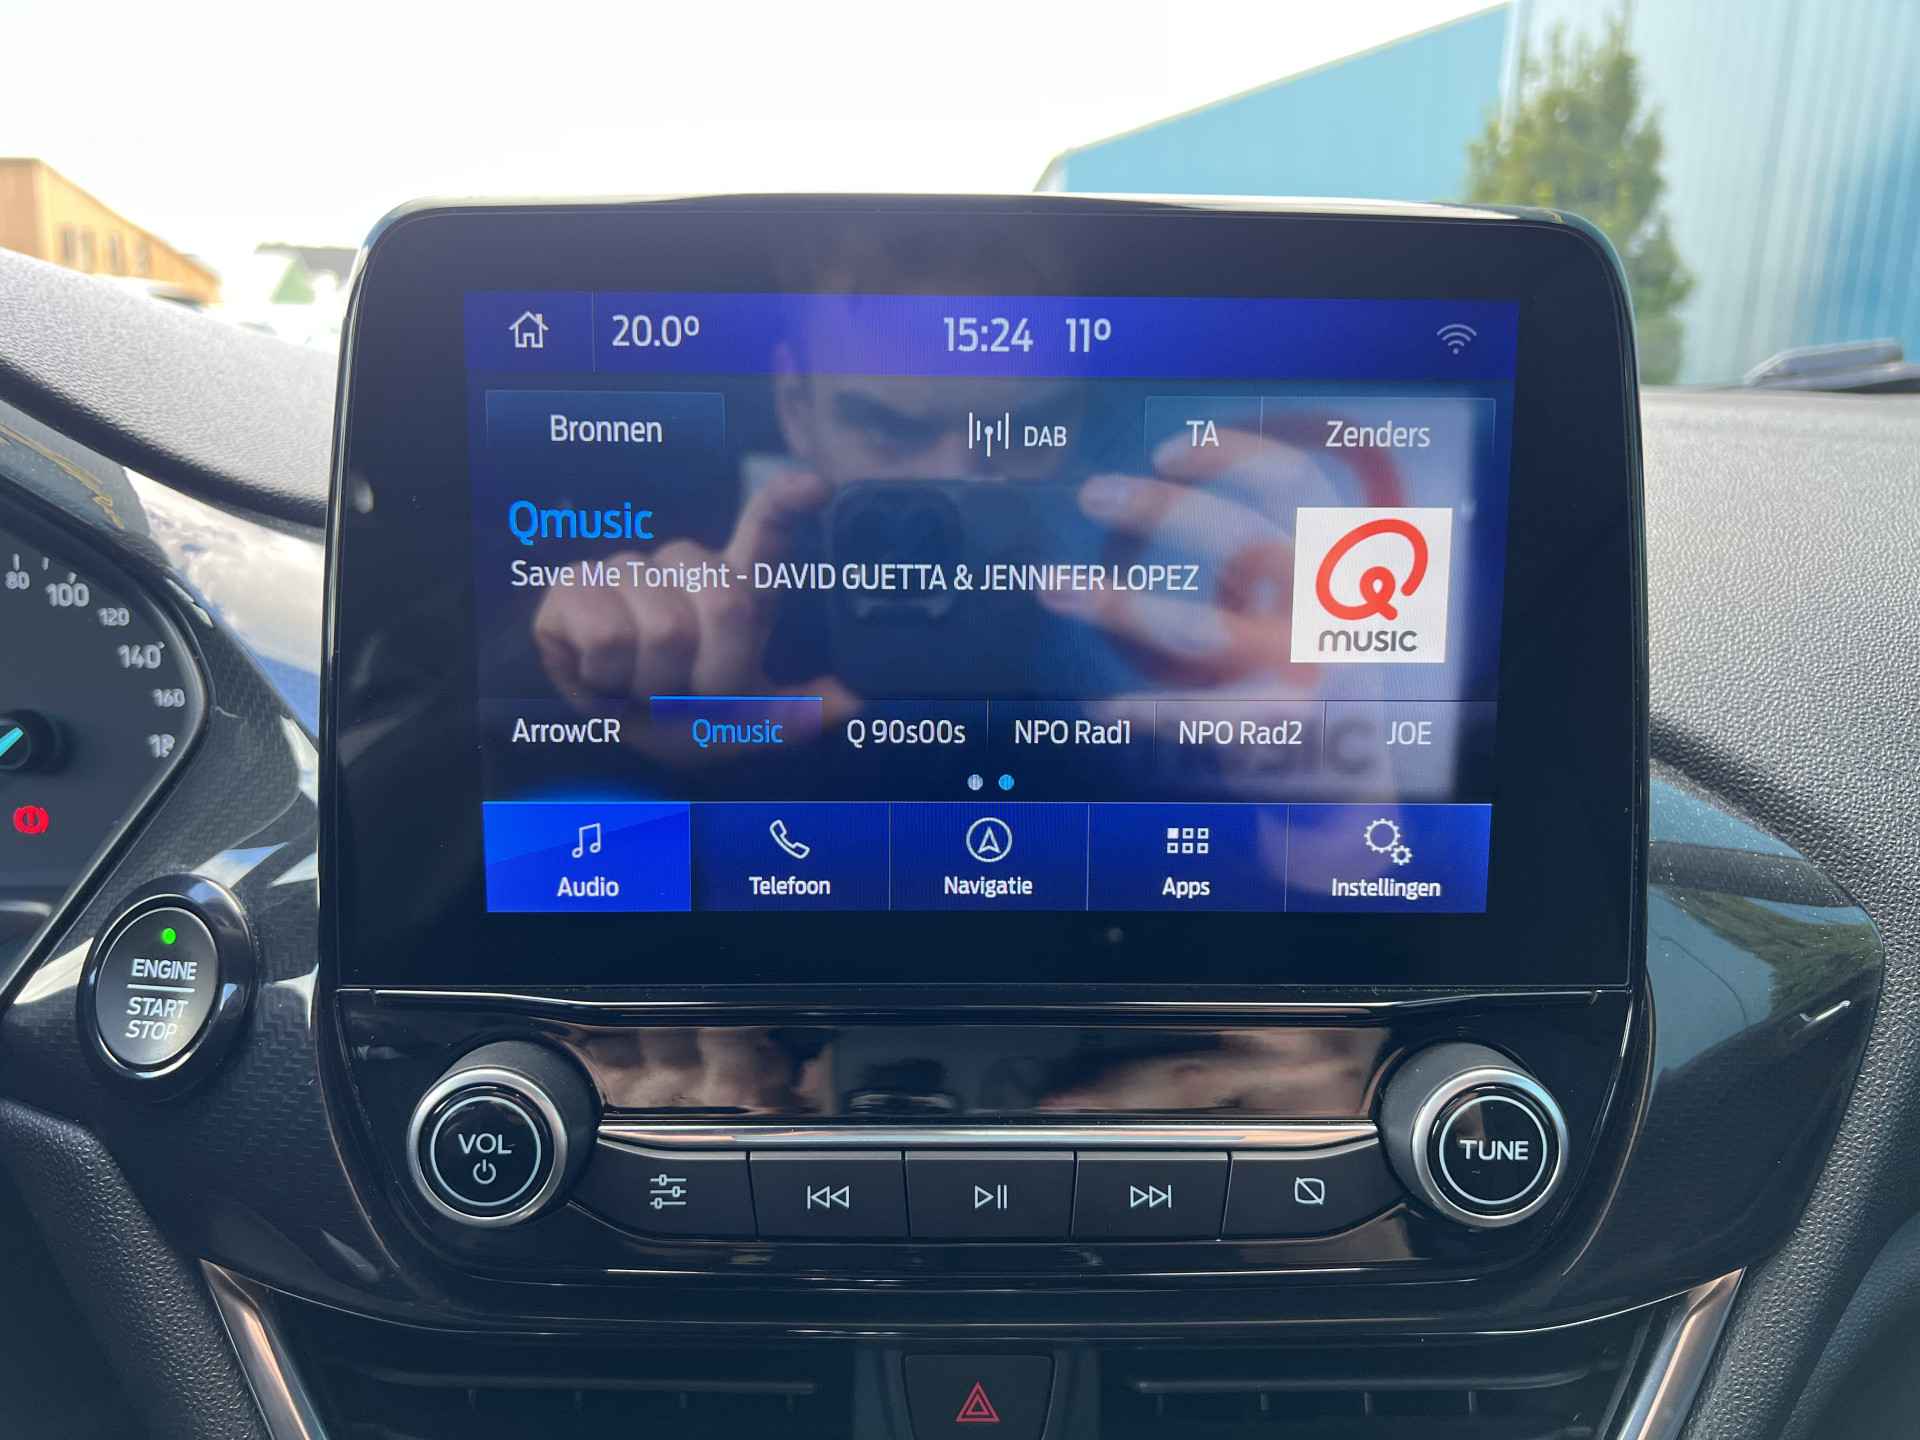 20.0º
15:24 11º
Bronnen
DAB
TA
Zenders
Qmusic
Save Me Tonight - DAVID GUETTA & JENNIFER LOPEZ
MUSIC
ArrowCR
Qmusic
Q 90s00s
NPO Rad1
NPO Rad2
JOE
Audio
Telefoon
Navigatie
Apps
Instellingen
80
100
120
140
160
ENGINE
START
STOP
VOL
TUNE